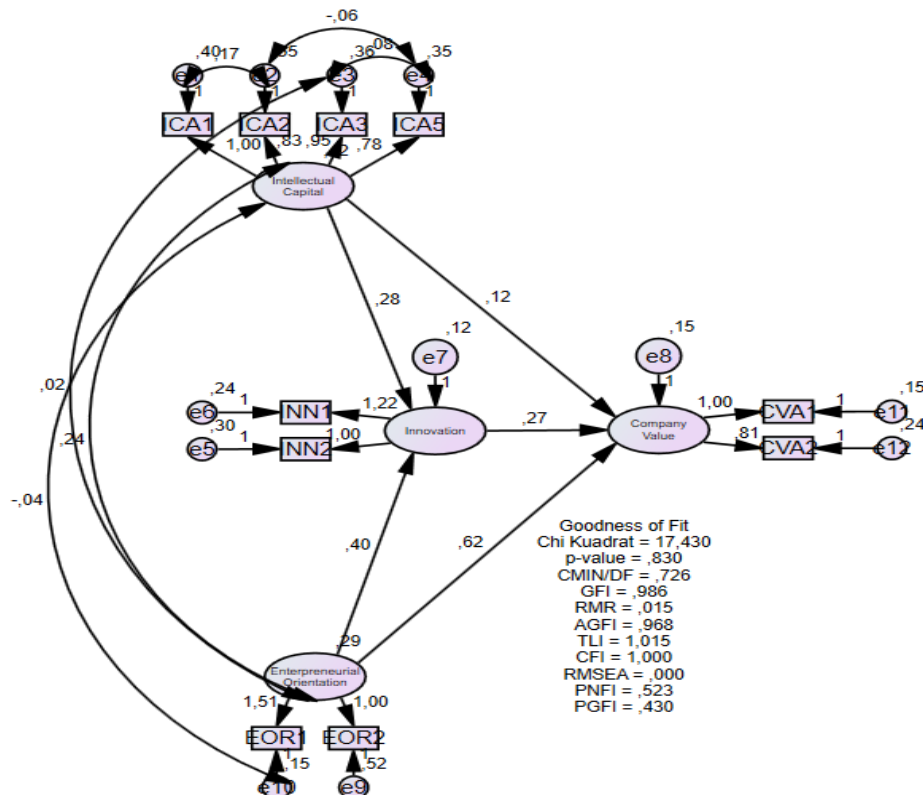 -,06
,40 ,17 ,08
,36 ,35
e2 e3 e4
1 1 1 1
ICA1 ICA2 ICA3 ICA5
1,00 ,83 ,95 ,78
Intellectual
Capital
,28 ,12
,12 ,15
e7 e8
1 1
,24 ,15
e6 1 NN1 1,22 1,00 CVA1 1 e11
,02
Innovation ,27 Company
Value
,30 ,24
e5 1 NN2 1,00 ,81 CVA2 1 e12
,24
-,04
,40 ,62
Goodness of Fit
Chi Kuadrat = 17,430
p-value = ,830
CMIN/DF = ,726
GFI = ,986
RMR = ,015
AGFI = ,968
TLI = 1,015
CFI = 1,000
RMSEA = ,000
PNFI = ,523
PGFI = ,430
,29
Enterpreneurial
Orientation
1,51 1,00
EOR1 EOR2
1 1
,15 ,52
e10 e9